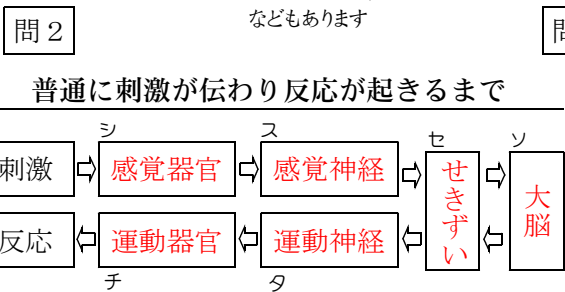 などもあります
問２
問
普通に刺激が伝わり反応が起きるまで
シ ス セ ソ
刺激 感覚器官 感覚神経 せきずい 大脳
反応 運動器官 運動神経
チ タ